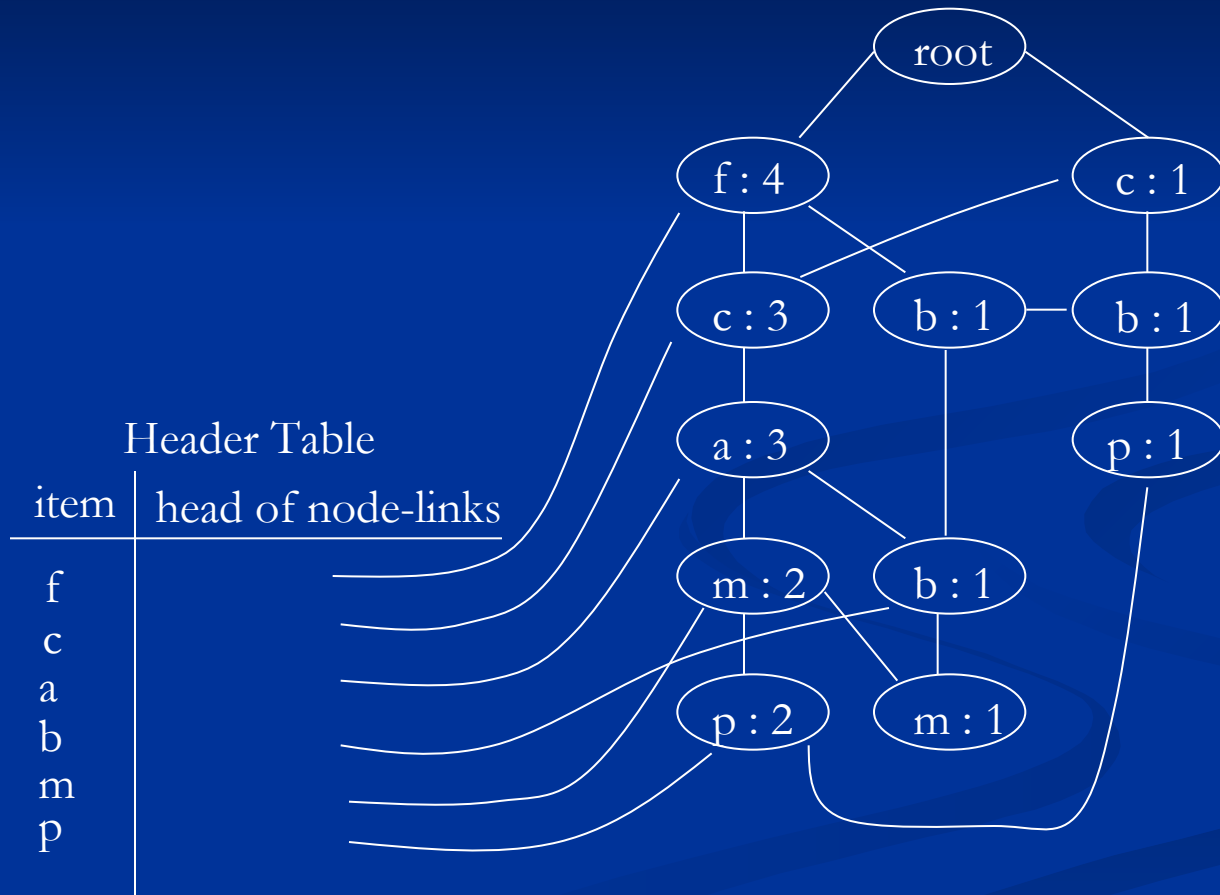 root
f : 4
c : 1
c : 3
b : 1
b : 1
a : 3
p : 1
m : 2
b : 1
p : 2
m : 1
Header Table
item head of node-links
f
c
a
b
m
p